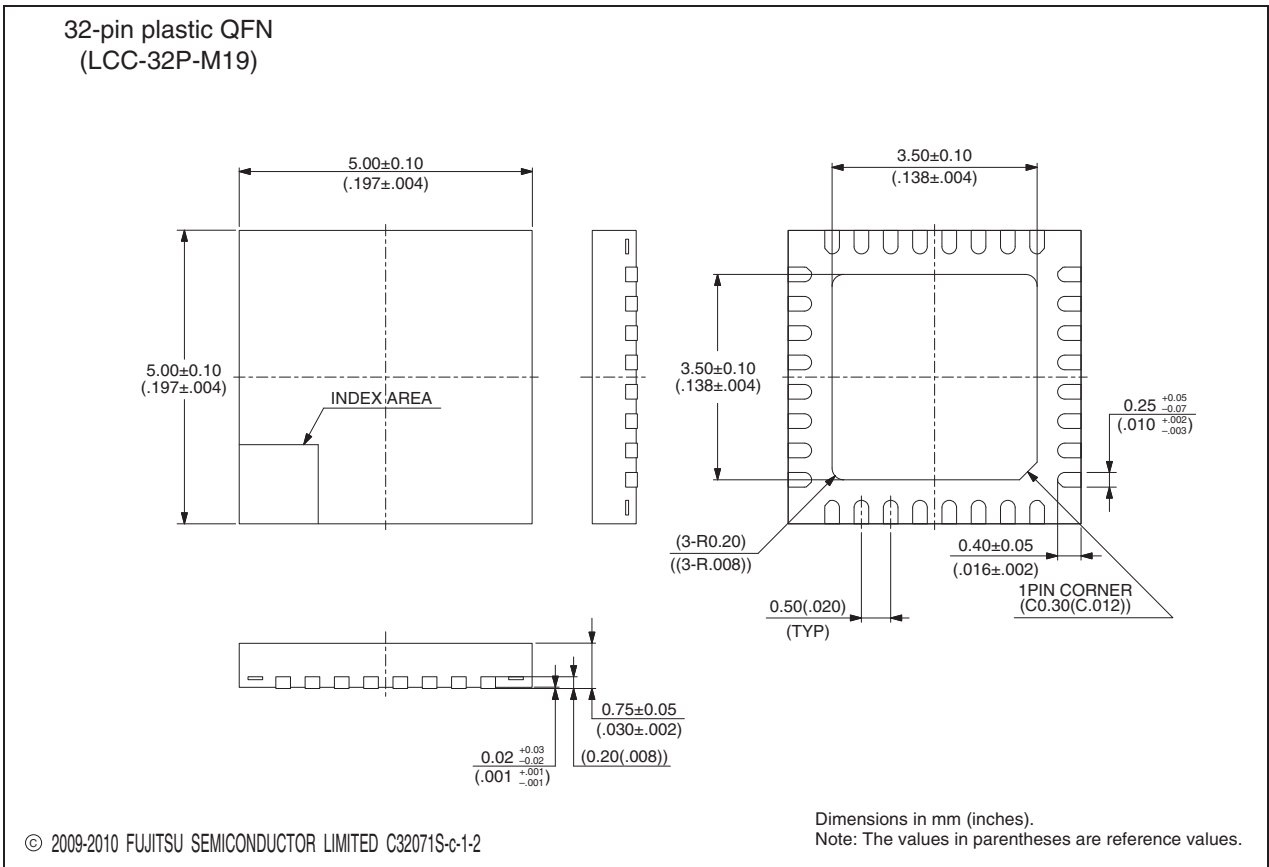 32-pin plastic QFN
(LCC-32P-M19)
5.00±0.10
(.197±.004)
3.50±0.10
(.138±.004)
5.00±0.10
(.197±.004)
INDEX AREA
3.50±0.10
(.138±.004)
0.25 +0.05 −0.07
(.010 +.002 −.003)
(3-R0.20)
((3-R.008))
0.50(.020)
(TYP)
0.40±0.05
(.016±.002)
1PIN CORNER
(C0.30(C.012))
0.75±0.05
(.030±.002)
0.02 +0.03 −0.02
(.001 +.001 −.001)
(0.20(.008))
© 2009-2010 FUJITSU SEMICONDUCTOR LIMITED C32071S-c-1-2
Dimensions in mm (inches).
Note: The values in parentheses are reference values.